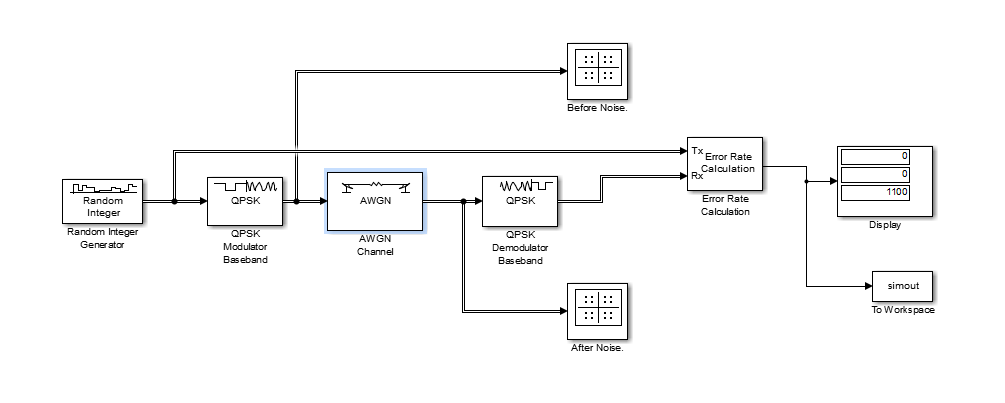 Before Noise.
Tx
Error Rate
Calculation
Rx
Error Rate
Calculation
0
0
1100
Display
Random
Integer
Random Integer
Generator
QPSK
QPSK
Modulator
Baseband
AWGN
AWGN
Channel
QPSK
QPSK
Demodulator
Baseband
simout
To Workspace
After Noise.